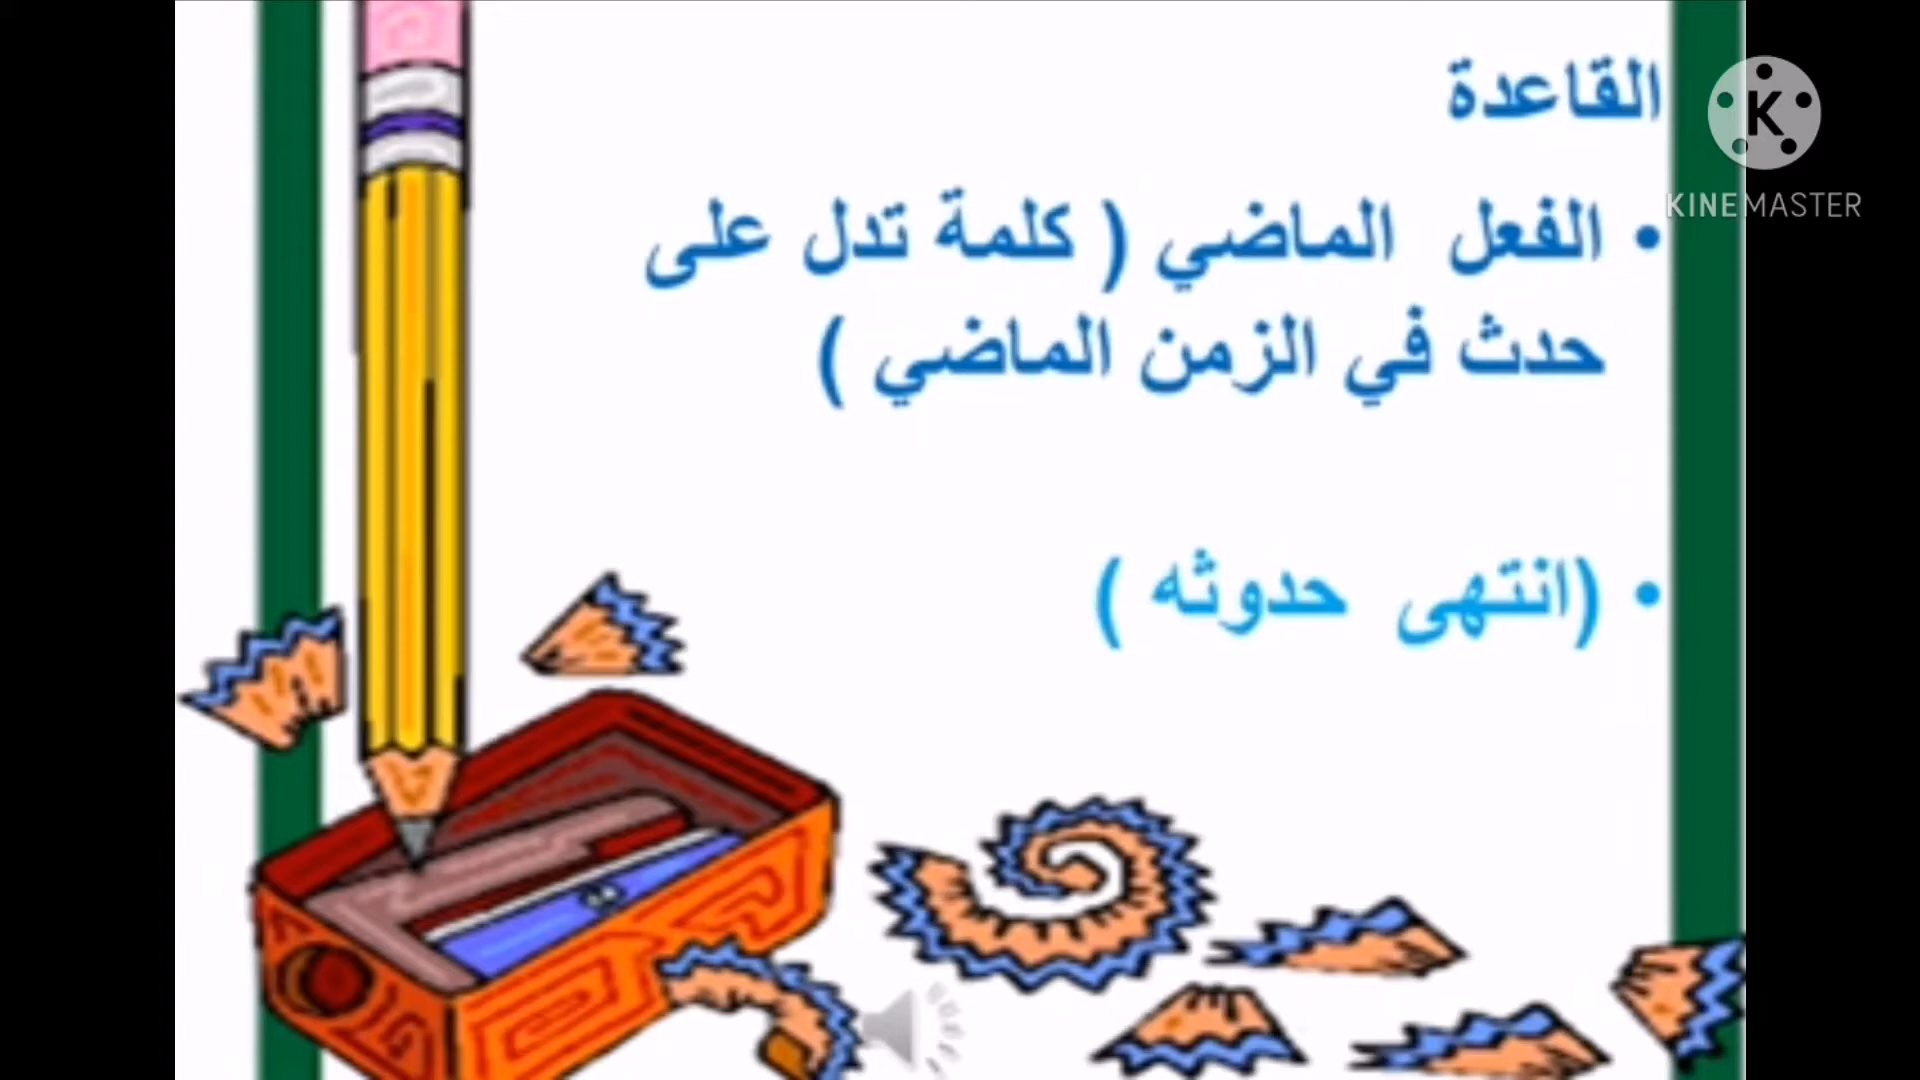 القاعدة
• الفعل الماضي ( كلمة تدل على
حدث في الزمن الماضي )
• (انتهى حدوثه )
K
KINEMASTER